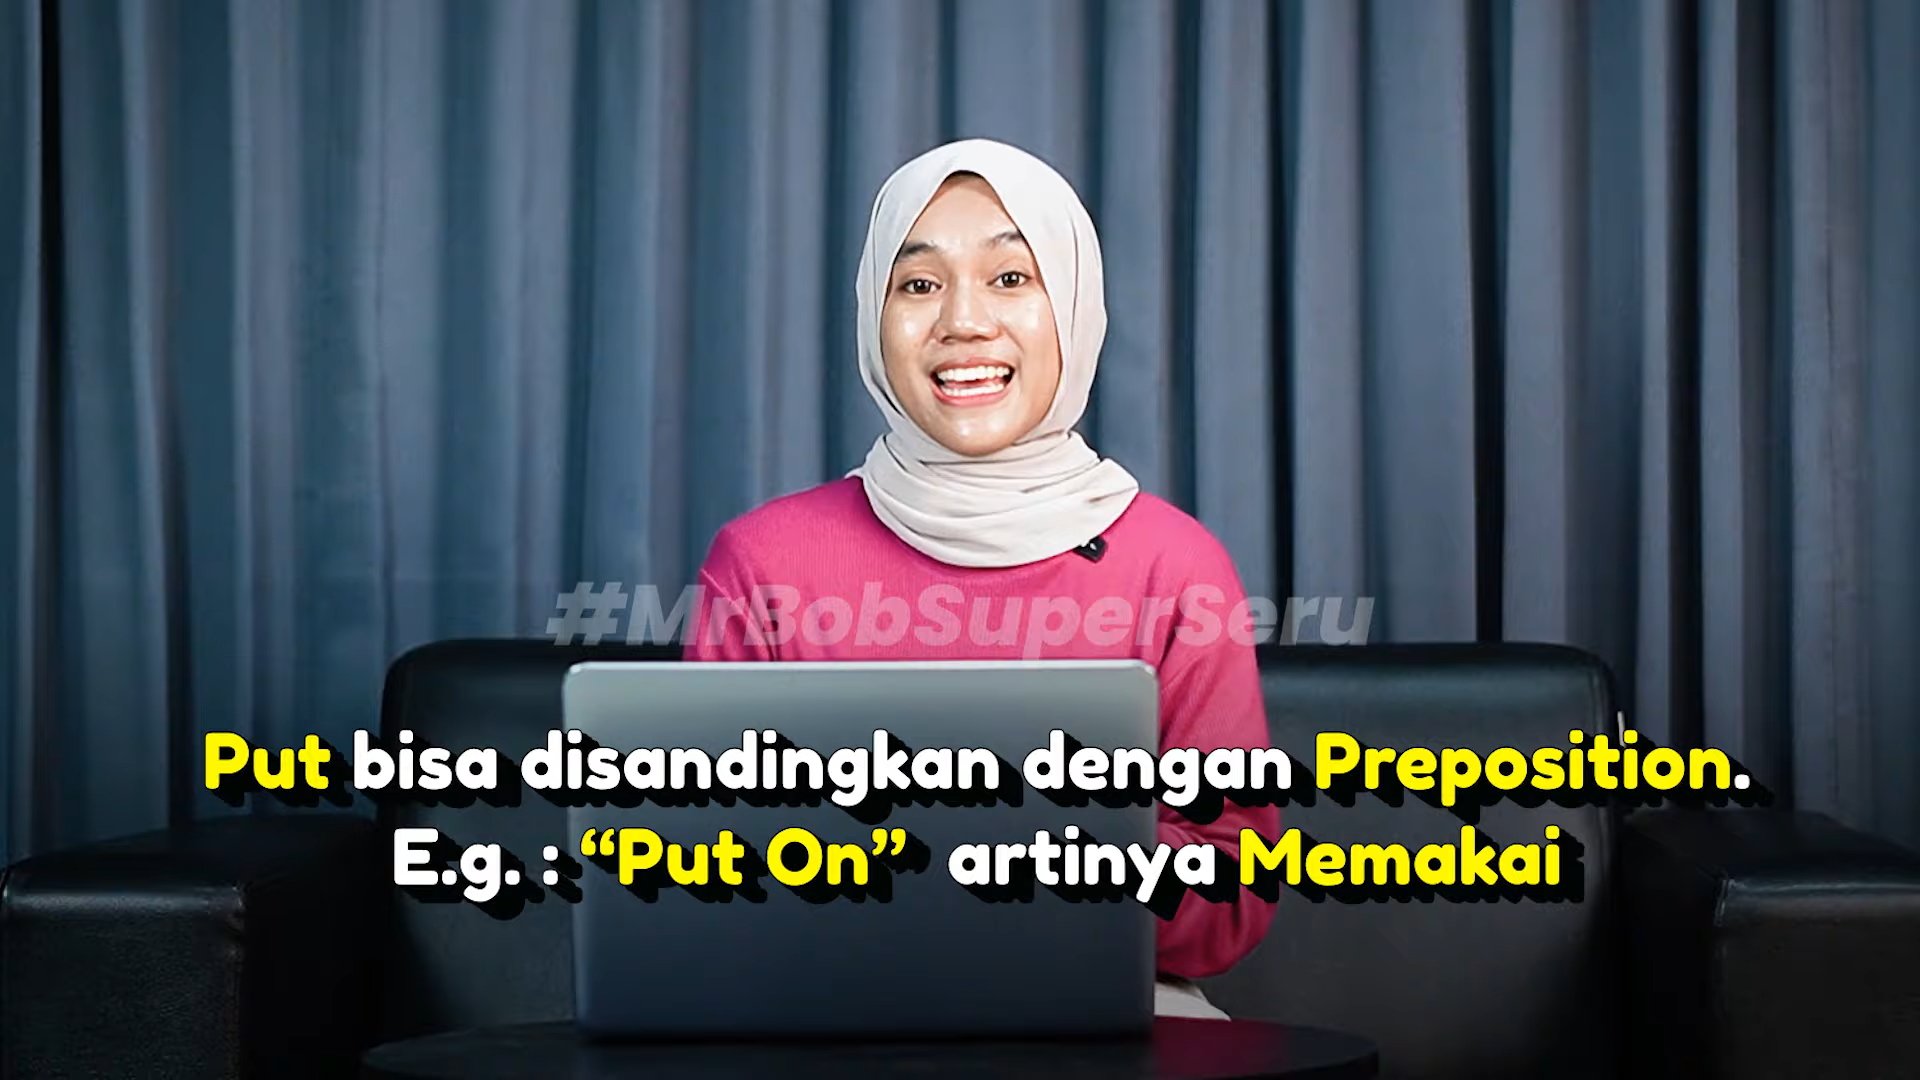 #MrBobSuperSeru
Put bisa disandingkan dengan Preposition.
E.g. : “Put On” artinya Memakai